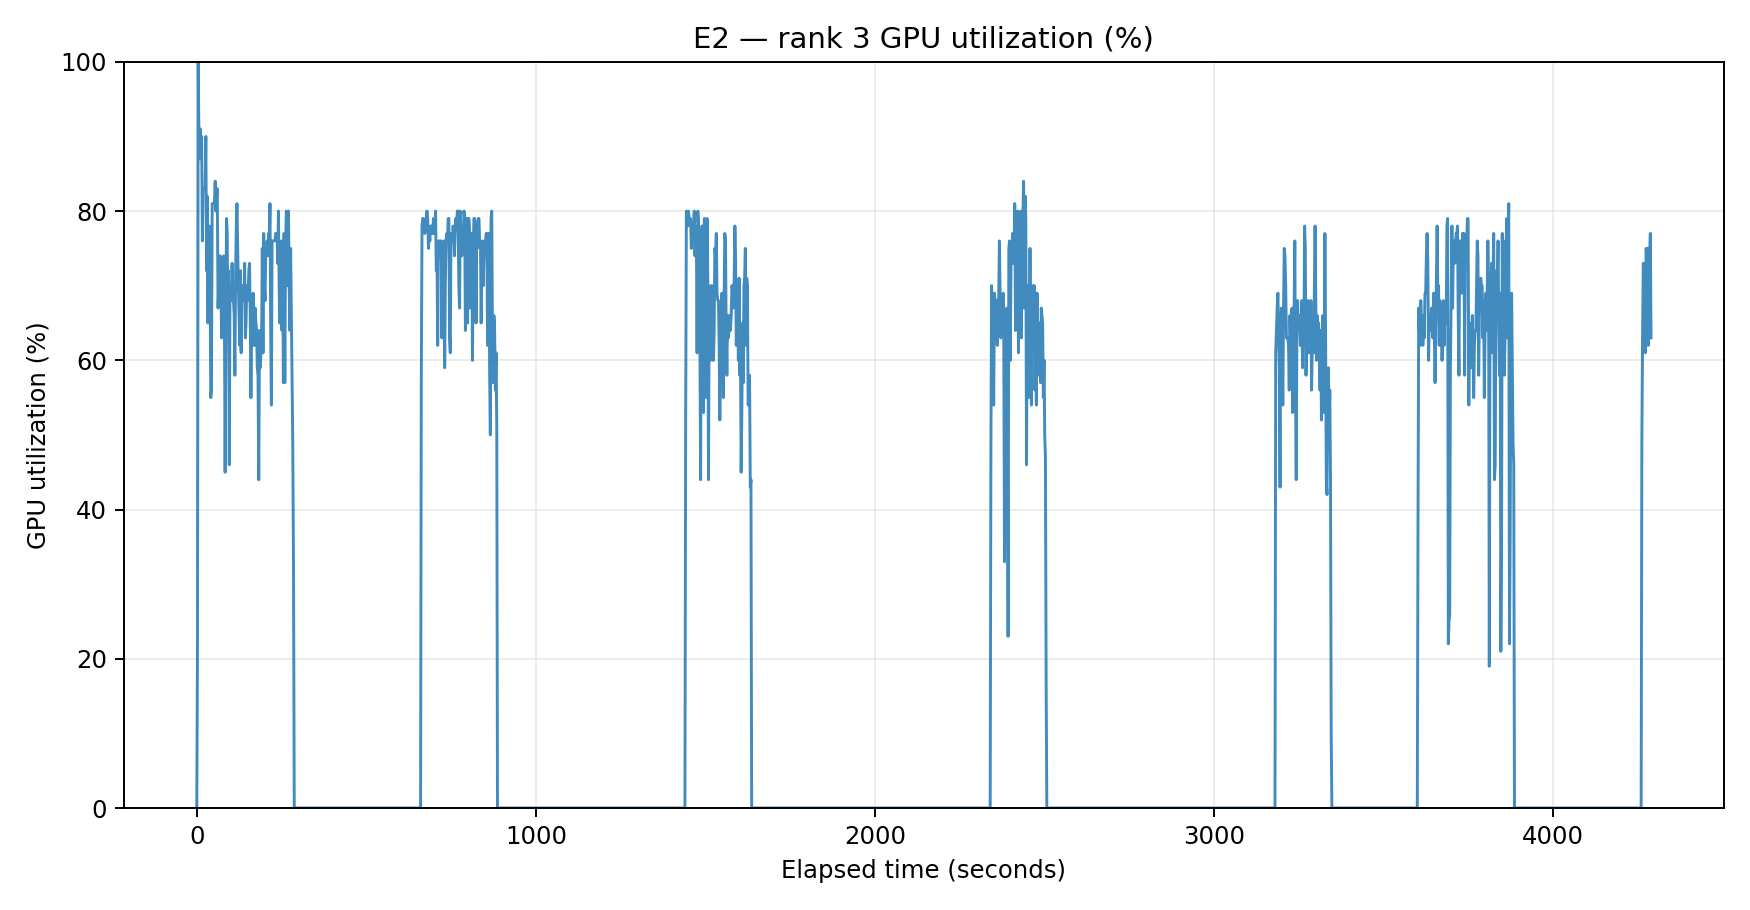 E2 — rank 3 GPU utilization (%)
100
80
60
40
20
0
GPU utilization (%)
0 1000 2000 3000 4000
Elapsed time (seconds)